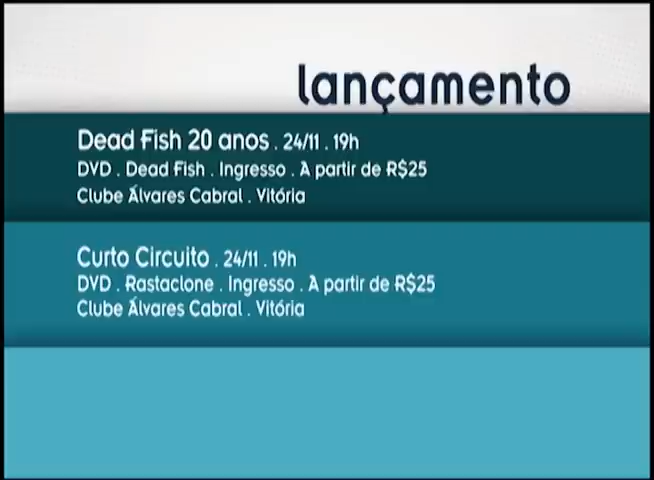 lançamento
Dead Fish 20 anos . 24/11 . 19h
DVD . Dead Fish . Ingresso . A partir de R$25
Clube Álvares Cabral . Vitória
Curto Circuito . 24/11 . 19h
DVD . Rastaclone . Ingresso . A partir de R$25
Clube Álvares Cabral . Vitória